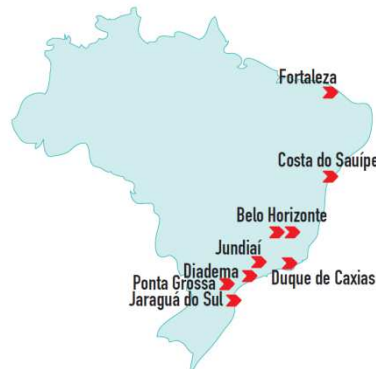 Fortaleza
Costa do Sauípe
Belo Horizonte
Jundiaí
Diadema
Duque de Caxias
Ponta Grossa
Jaraguá do Sul